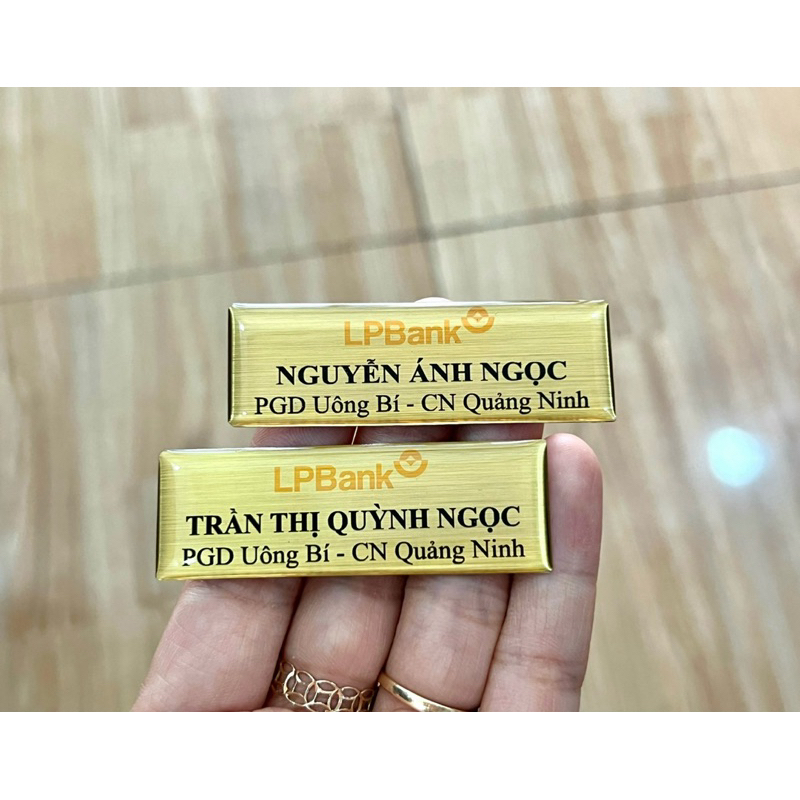 LPBank
NGUYỄN ÁNH NGỌC
PGD Uông Bí - CN Quảng Ninh
LPBank
TRẦN THỊ QUỲNH NGỌC
PGD Uông Bí - CN Quảng Ninh